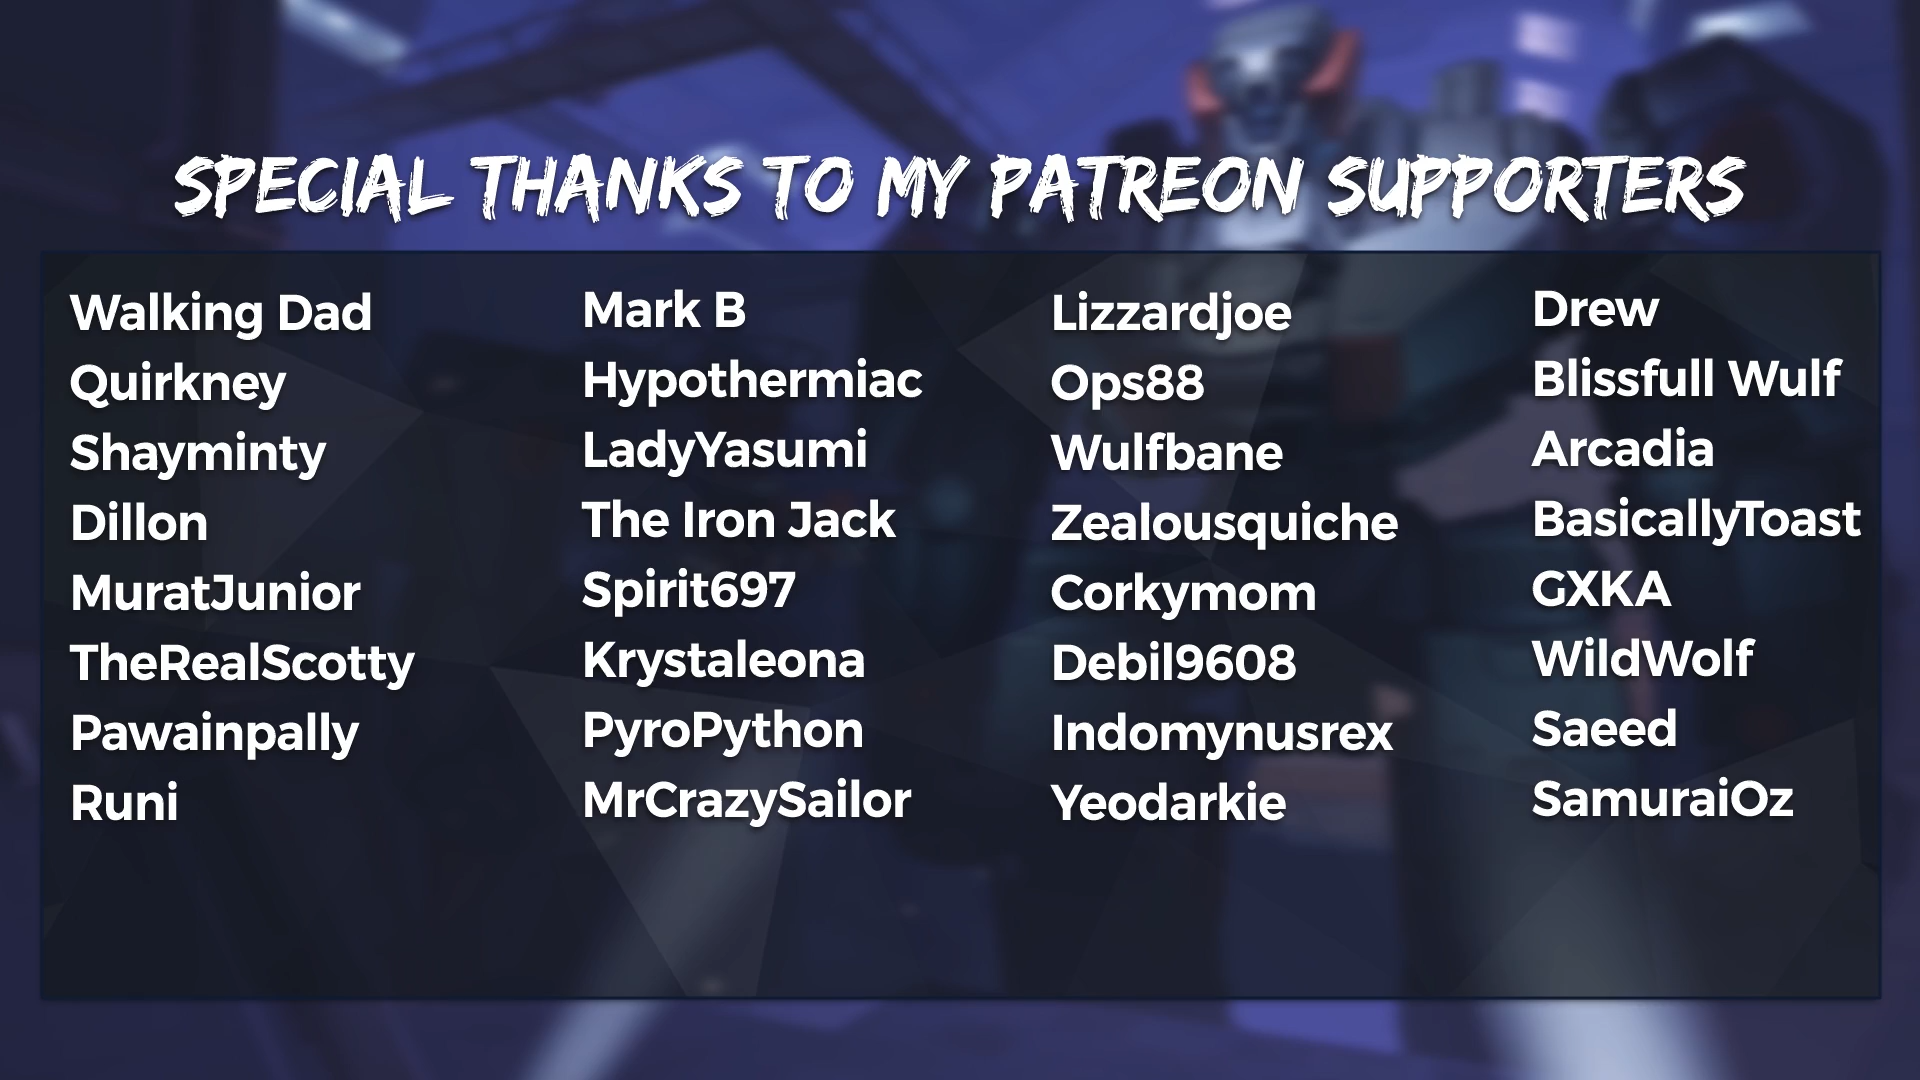 SPECIAL THANKS TO MY PATREON SUPPORTERS
Walking Dad
Quirkney
Shayminty
Dillon
MuratJunior
TheRealScotty
Pawainpally
Runi
Mark B
Hypothermiac
LadyYasumi
The Iron Jack
Spirit697
Krystaleona
PyroPython
MrCrazySailor
Lizzardjoe
Ops88
Wulfbane
Zealousquiche
Corkymom
Debil9608
Indomynusrex
Yeodarkie
Drew
Blissfull Wulf
Arcadia
BasicallyToast
GXKA
WildWolf
Saeed
SamuraiOz